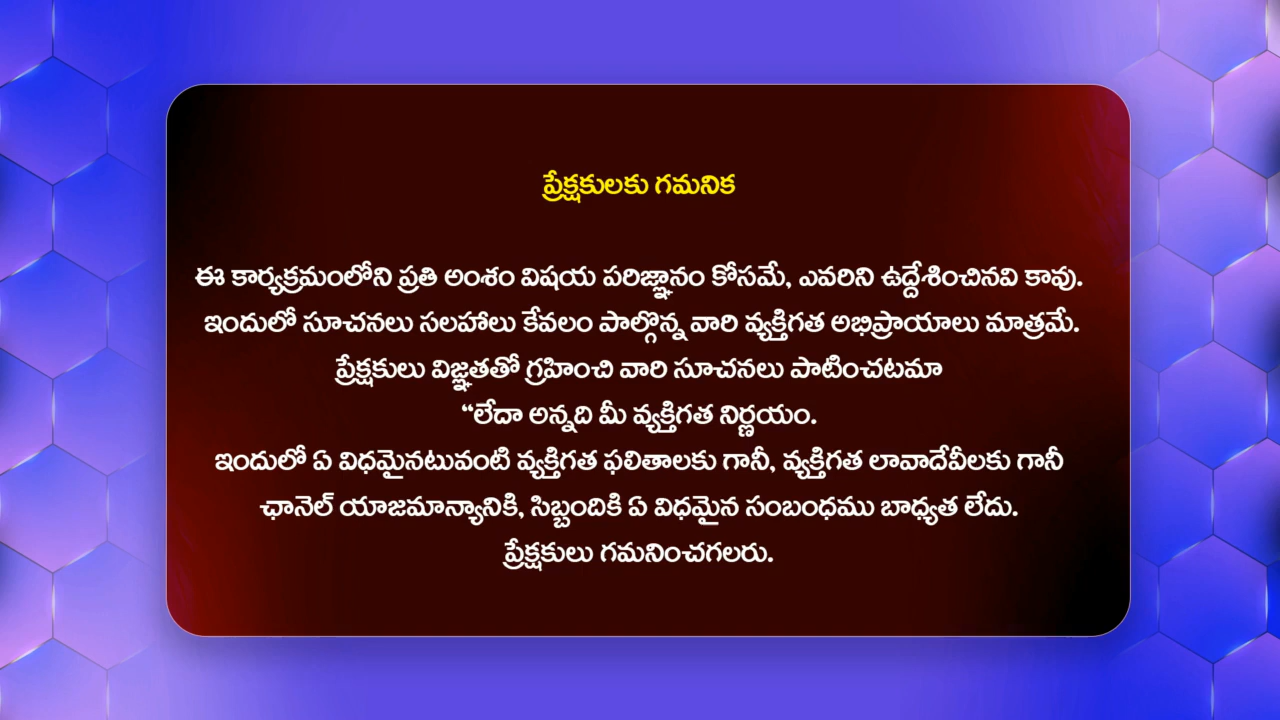 ప్రేక్షకులకు గమనిక
ఈ కార్యక్రమంలోని ప్రతి అంశం విషయ పరిజ్ఞానం కోసమే, ఎవరిని ఉద్దేశించినవి కావు.
ఇందులో సూచనలు సలహాలు కేవలం పాల్గొన్న వారి వ్యక్తిగత అభిప్రాయాలు మాత్రమే.
ప్రేక్షకులు విజ్ఞతతో గ్రహించి వారి సూచనలు పాటించటమా
“లేదా అన్నది మీ వ్యక్తిగత నిర్ణయం.
ఇందులో ఏ విధమైనటువంటి వ్యక్తిగత ఫలితాలకు గానీ, వ్యక్తిగత లావాదేవీలకు గానీ
ఛానెల్ యాజమాన్యానికి, సిబ్బందికి ఏ విధమైన సంబంధము బాధ్యత లేదు.
ప్రేక్షకులు గమనించగలరు.